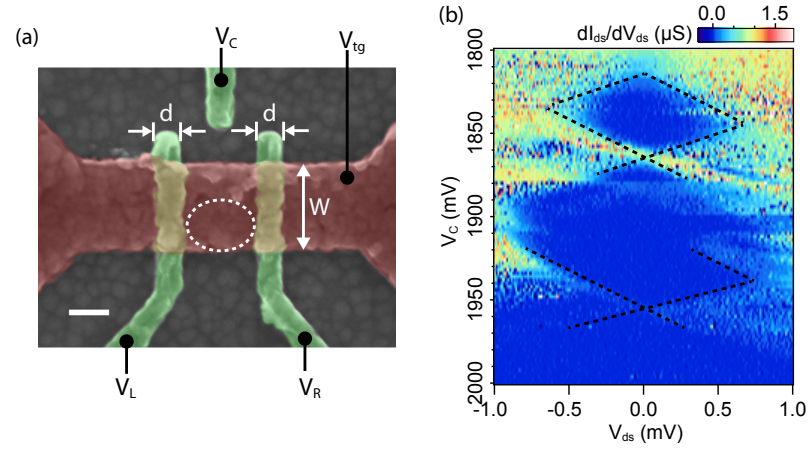 (a)
V_C
V_tg
d
d
W
V_L
V_R
(b)
0.0
1.5
dI_ds/dV_ds (μS)
1800
1850
1900
1950
2000
V_C (mV)
-1.0
-0.5
0.0
0.5
1.0
V_ds (mV)